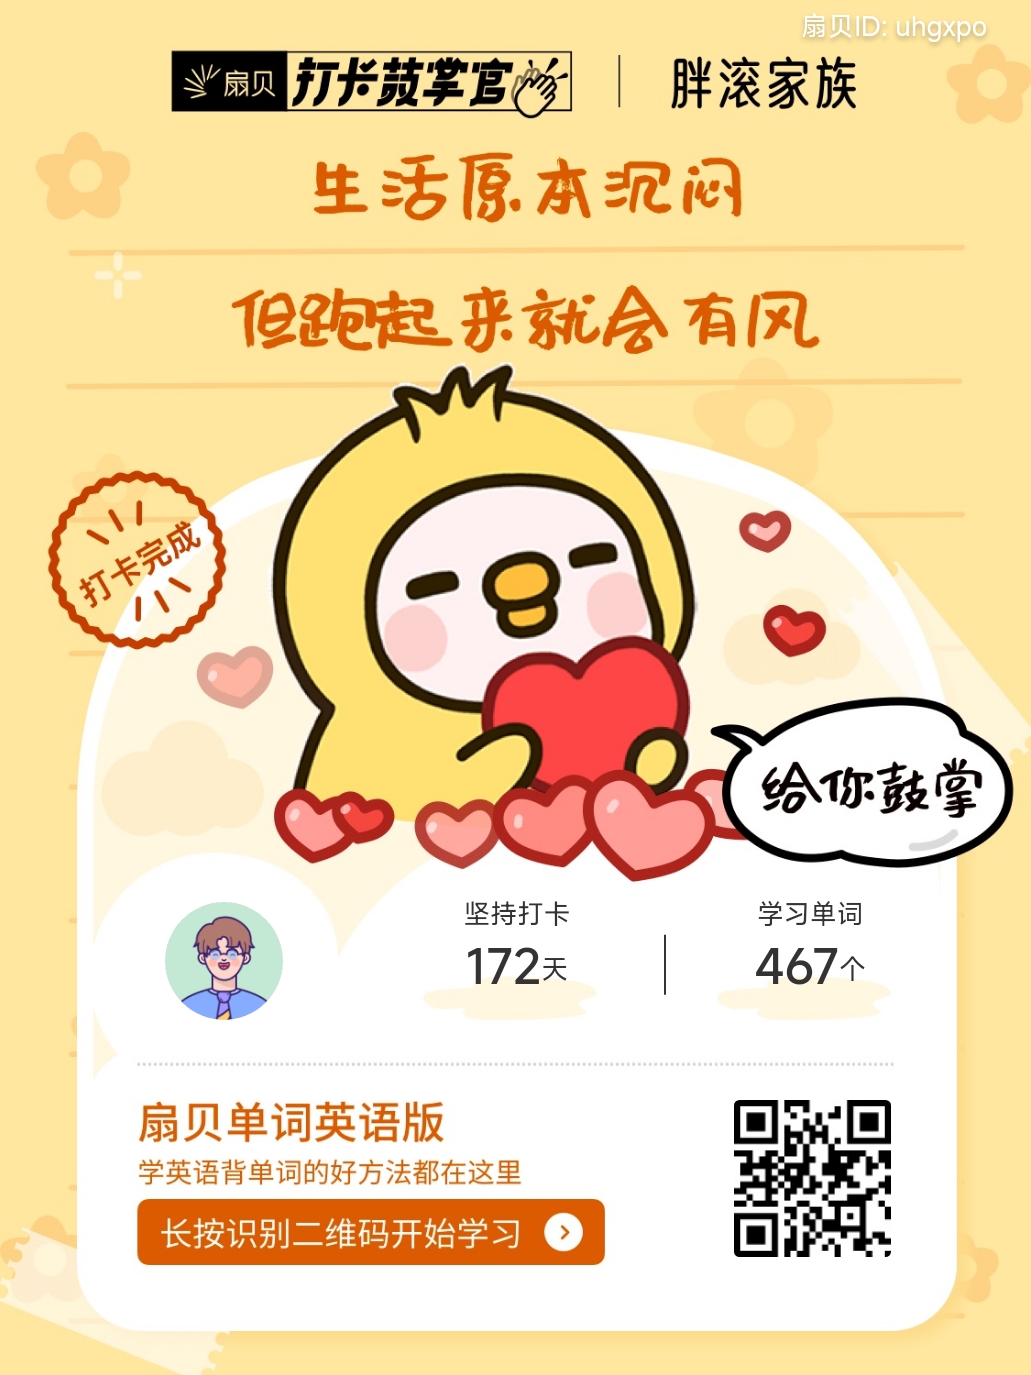 扇贝ID: uhgxpo
扇贝 打卡鼓掌官 | 胖滚家族
生活原本沉闷
但跑起来就会有风
打卡完成
给你鼓掌
坚持打卡 学习单词
172天 467个
扇贝单词英语版
学英语背单词的好方法都在这里
长按识别二维码开始学习